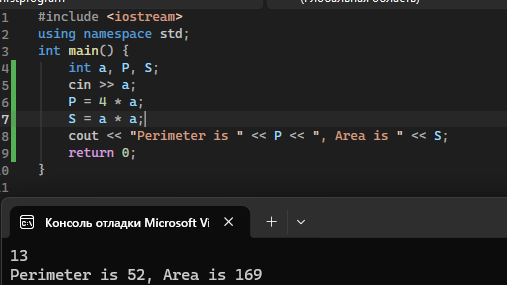 (Глобальная область)
1 #include <iostream>
2 using namespace std;
3 int main() {
4 int a, P, S;
5 cin >> a;
6 P = 4 * a;
7 S = a * a;
8 cout << "Perimeter is " << P << ", Area is " << S;
9 return 0;
10 }
11
Консоль отладки Microsoft Vi
13
Perimeter is 52, Area is 169